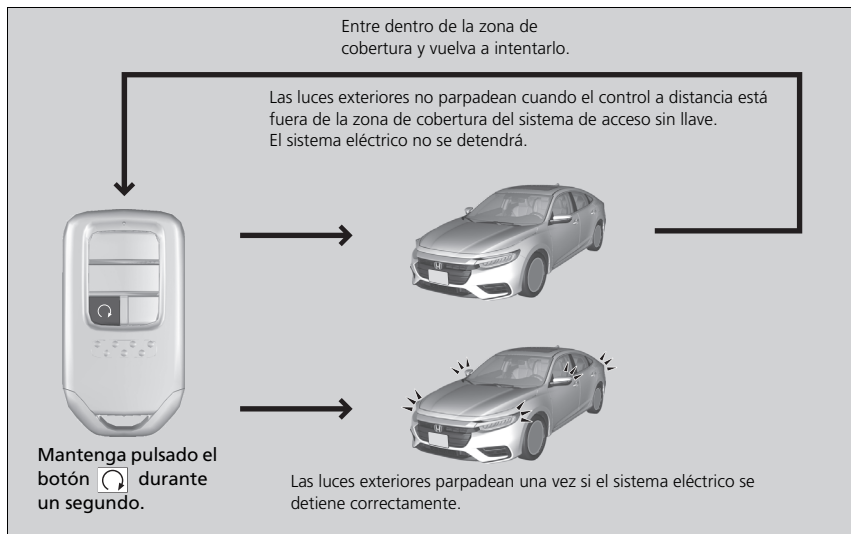 Entre dentro de la zona de
cobertura y vuelva a intentarlo.
Las luces exteriores no parpadean cuando el control a distancia está
fuera de la zona de cobertura del sistema de acceso sin llave.
El sistema eléctrico no se detendrá.
Mantenga pulsado el
botón durante
un segundo.
Las luces exteriores parpadean una vez si el sistema eléctrico se
detiene correctamente.